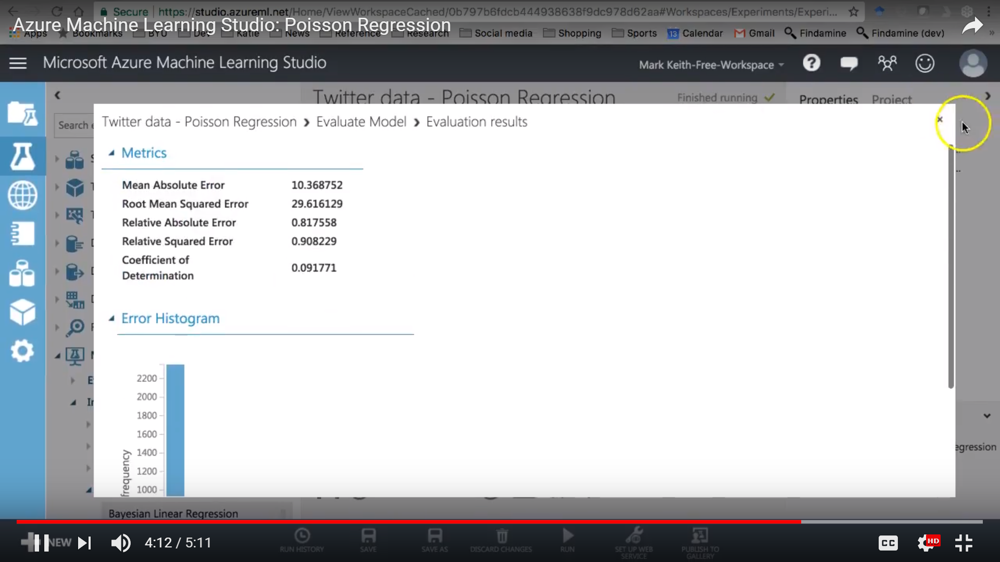 Secure https://studio.azureml.net/Home/ViewWorkspaceCached/0b797b6fdcb444938638f9dc978d62aa#Workspaces/Experiments/Experi...
Azure Machine Learning Studio: Poisson Regression
Apps Bookmarks BYU Dev Katie News Reference Research Social media Shopping Sports 13 Calendar Gmail Findamine Findamine (dev) »
Microsoft Azure Machine Learning Studio Mark Keith-Free-Workspace
Twitter data - Poisson Regression Finished running Properties Project
Search
Twitter data - Poisson Regression › Evaluate Model › Evaluation results ×
Metrics
Mean Absolute Error 10.368752
Root Mean Squared Error 29.616129
Relative Absolute Error 0.817558
Relative Squared Error 0.908229
Coefficient of
Determination 0.091771
Error Histogram
2200
2000
1800
1600
1400
1200
1000
frequency
egression
Bayesian Linear Regression
NEW 4:12 / 5:11
RUN HISTORY SAVE SAVE AS DISCARD CHANGES RUN SET UP WEB SERVICE PUBLISH TO GALLERY
CC HD